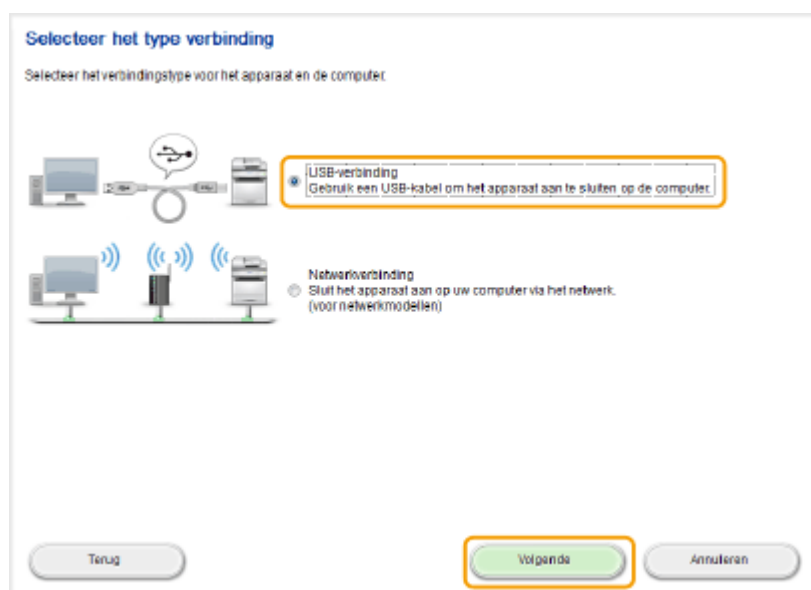 Selecteer het type verbinding
Selecteer het verbindingstype voor het apparaat en de computer.
USB-verbinding
Gebruik een USB-kabel om het apparaat aan te sluiten op de computer.
Netwerkverbinding
Sluit het apparaat aan op uw computer via het netwerk.
(voor netwerkmodellen)
Terug
Volgende
Annuleren